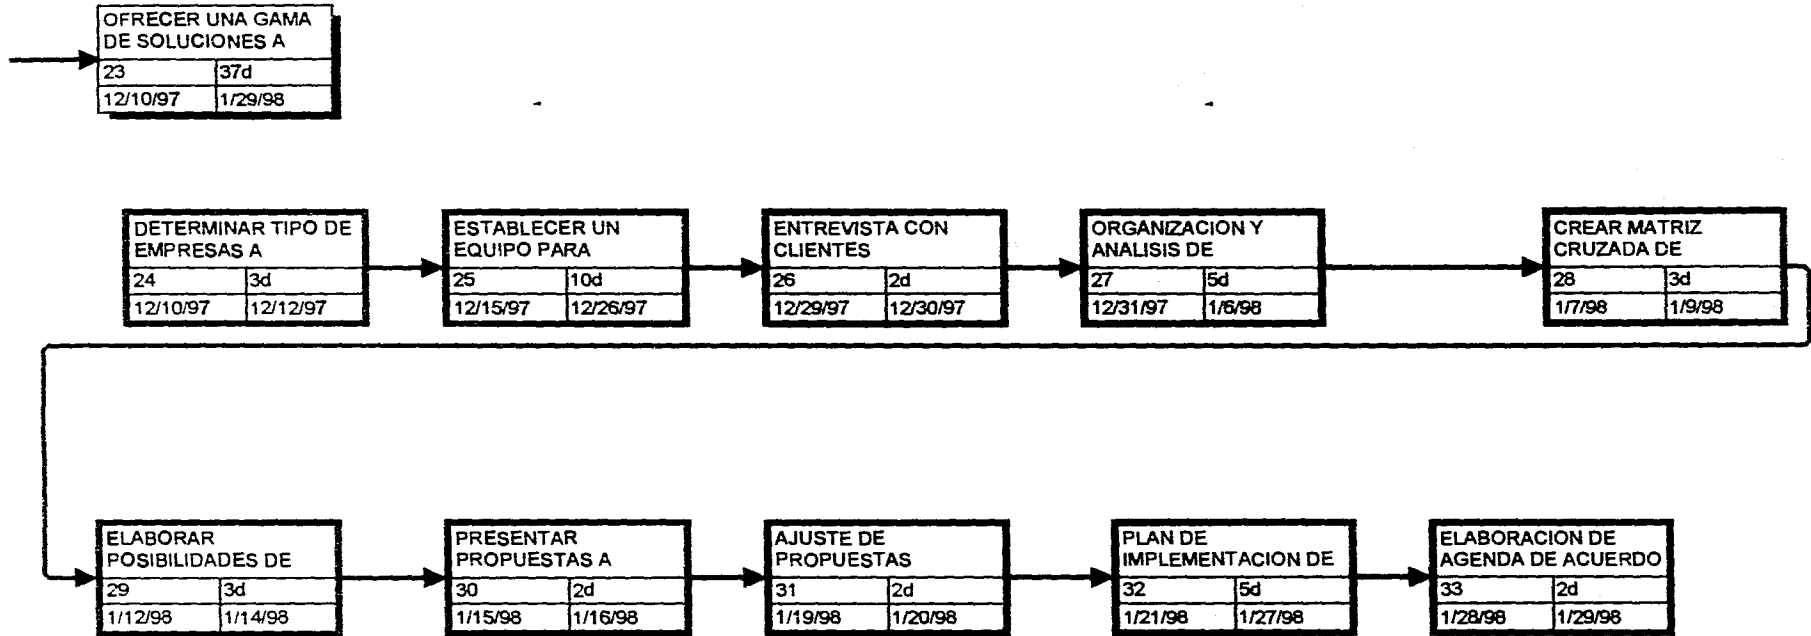 OFRECER UNA GAMA
DE SOLUCIONES A
23 37d
12/10/97 1/29/98
DETERMINAR TIPO DE
EMPRESAS A
24 3d
12/10/97 12/12/97
ESTABLECER UN
EQUIPO PARA
25 10d
12/15/97 12/26/97
ENTREVISTA CON
CLIENTES
26 2d
12/29/97 12/30/97
ORGANIZACION Y
ANALISIS DE
27 5d
12/31/97 1/6/98
CREAR MATRIZ
CRUZADA DE
28 3d
1/7/98 1/9/98
ELABORAR
POSIBILIDADES DE
29 3d
1/12/98 1/14/98
PRESENTAR
PROPUESTAS A
30 2d
1/15/98 1/16/98
AJUSTE DE
PROPUESTAS
31 2d
1/19/98 1/20/98
PLAN DE
IMPLEMENTACION DE
32 5d
1/21/98 1/27/98
ELABORACION DE
AGENDA DE ACUERDO
33 2d
1/28/98 1/29/98